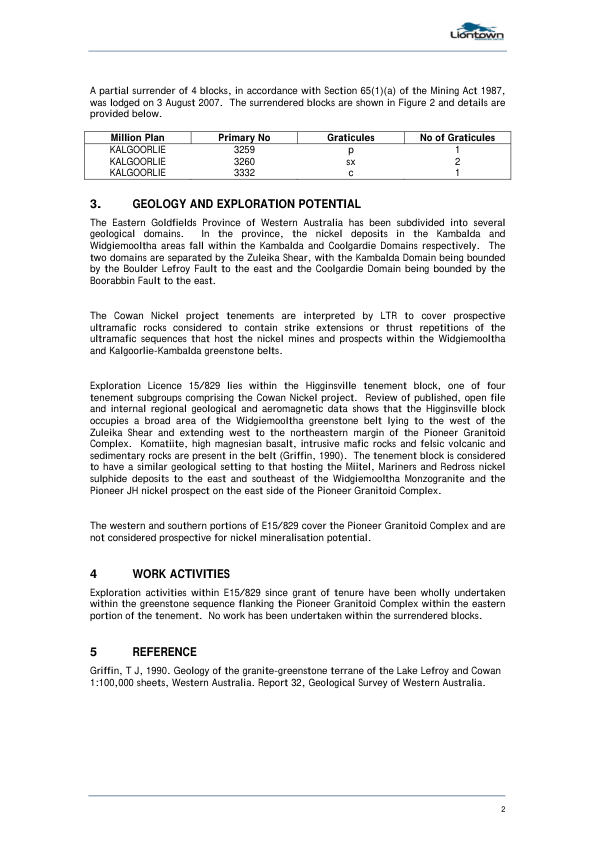 Liontown
A partial surrender of 4 blocks, in accordance with Section 65(1)(a) of the Mining Act 1987,
was lodged on 3 August 2007.  The surrendered blocks are shown in Figure 2 and details are
provided below.
Million Plan Primary No Graticules No of Graticules
KALGOORLIE 3259 p 1
KALGOORLIE 3260 sx 2
KALGOORLIE 3332 c 1
3. GEOLOGY AND EXPLORATION POTENTIAL
The Eastern Goldfields Province of Western Australia has been subdivided into several
geological domains.  In the province, the nickel deposits in the Kambalda and
Widgiemooltha areas fall within the Kambalda and Coolgardie Domains respectively.  The
two domains are separated by the Zuleika Shear, with the Kambalda Domain being bounded
by the Boulder Lefroy Fault to the east and the Coolgardie Domain being bounded by the
Boorabbin Fault to the east.
The Cowan Nickel project tenements are interpreted by LTR to cover prospective
ultramafic rocks considered to contain strike extensions or thrust repetitions of the
ultramafic sequences that host the nickel mines and prospects within the Widgiemooltha
and Kalgoorlie-Kambalda greenstone belts.
Exploration Licence 15/829 lies within the Higginsville tenement block, one of four
tenement subgroups comprising the Cowan Nickel project.  Review of published, open file
and internal regional geological and aeromagnetic data shows that the Higginsville block
occupies a broad area of the Widgiemooltha greenstone belt lying to the west of the
Zuleika Shear and extending west to the northeastern margin of the Pioneer Granitoid
Complex.  Komatiite, high magnesian basalt, intrusive mafic rocks and felsic volcanic and
sedimentary rocks are present in the belt (Griffin, 1990).  The tenement block is considered
to have a similar geological setting to that hosting the Miitel, Mariners and Redross nickel
sulphide deposits to the east and southeast of the Widgiemooltha Monzogranite and the
Pioneer JH nickel prospect on the east side of the Pioneer Granitoid Complex.
The western and southern portions of E15/829 cover the Pioneer Granitoid Complex and are
not considered prospective for nickel mineralisation potential.
4 WORK ACTIVITIES
Exploration activities within E15/829 since grant of tenure have been wholly undertaken
within the greenstone sequence flanking the Pioneer Granitoid Complex within the eastern
portion of the tenement.  No work has been undertaken within the surrendered blocks.
5 REFERENCE
Griffin, T J, 1990. Geology of the granite-greenstone terrane of the Lake Lefroy and Cowan
1:100,000 sheets, Western Australia. Report 32, Geological Survey of Western Australia.
2